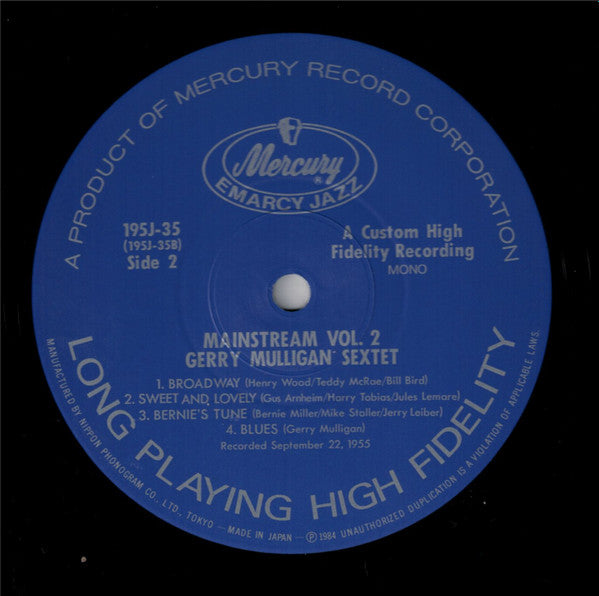 A PRODUCT OF MERCURY RECORD CORPORATION
Mercury ®
EMARCY JAZZ
195J-35
(195J-35B)
Side 2
A Custom High
Fidelity Recording
MONO
MAINSTREAM VOL. 2
GERRY MULLIGAN SEXTET
1. BROADWAY (Henry Wood/Teddy McRae/Bill Bird)
2. SWEET AND LOVELY (Gus Arnheim/Harry Tobias/Jules Lemare)
3. BERNIE'S TUNE (Bernie Miller/Mike Stoller/Jerry Leiber)
4. BLUES (Gerry Mulligan)
Recorded September 22, 1955
LONG PLAYING HIGH FIDELITY
MANUFACTURED BY NIPPON PHONOGRAM CO., LTD., TOKYO — MADE IN JAPAN — Ⓟ 1984 UNAUTHORIZED DUPLICATION IS A VIOLATION OF APPLICABLE LAWS.